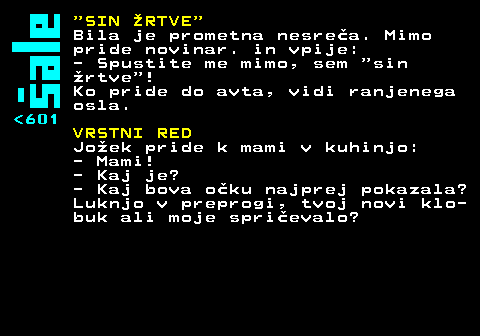 Šale
<601
"SIN ŽRTVE"
Bila je prometna nesreča. Mimo
pride novinar. in vpije:
- Spustite me mimo, sem "sin
žrtve"!
Ko pride do avta, vidi ranjenega
osla.
VRSTNI RED
Jožek pride k mami v kuhinjo:
- Mami!
- Kaj je?
- Kaj bova očku najprej pokazala?
Luknjo v preprogi, tvoj novi klo-
buk ali moje spričevalo?